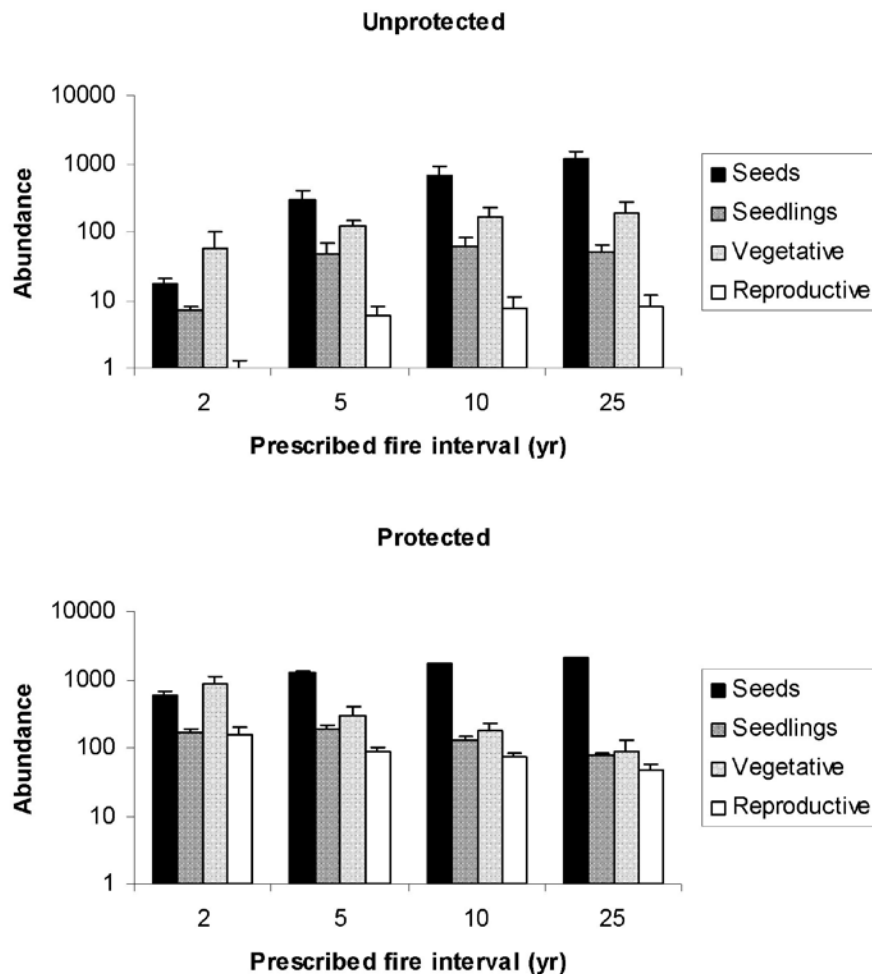 Unprotected
10000
1000
100
10
1
Abundance
2 5 10 25
Prescribed fire interval (yr)
Seeds
Seedlings
Vegetative
Reproductive
Protected
10000
1000
100
10
1
Abundance
2 5 10 25
Prescribed fire interval (yr)
Seeds
Seedlings
Vegetative
Reproductive